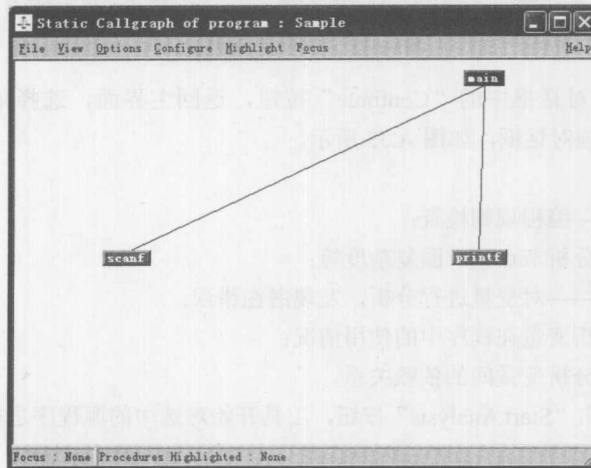 Static Callgraph of program : Sample
File View Options Configure Highlight Focus Help
main
scanf
printf
Focus : None Procedures Highlighted : None